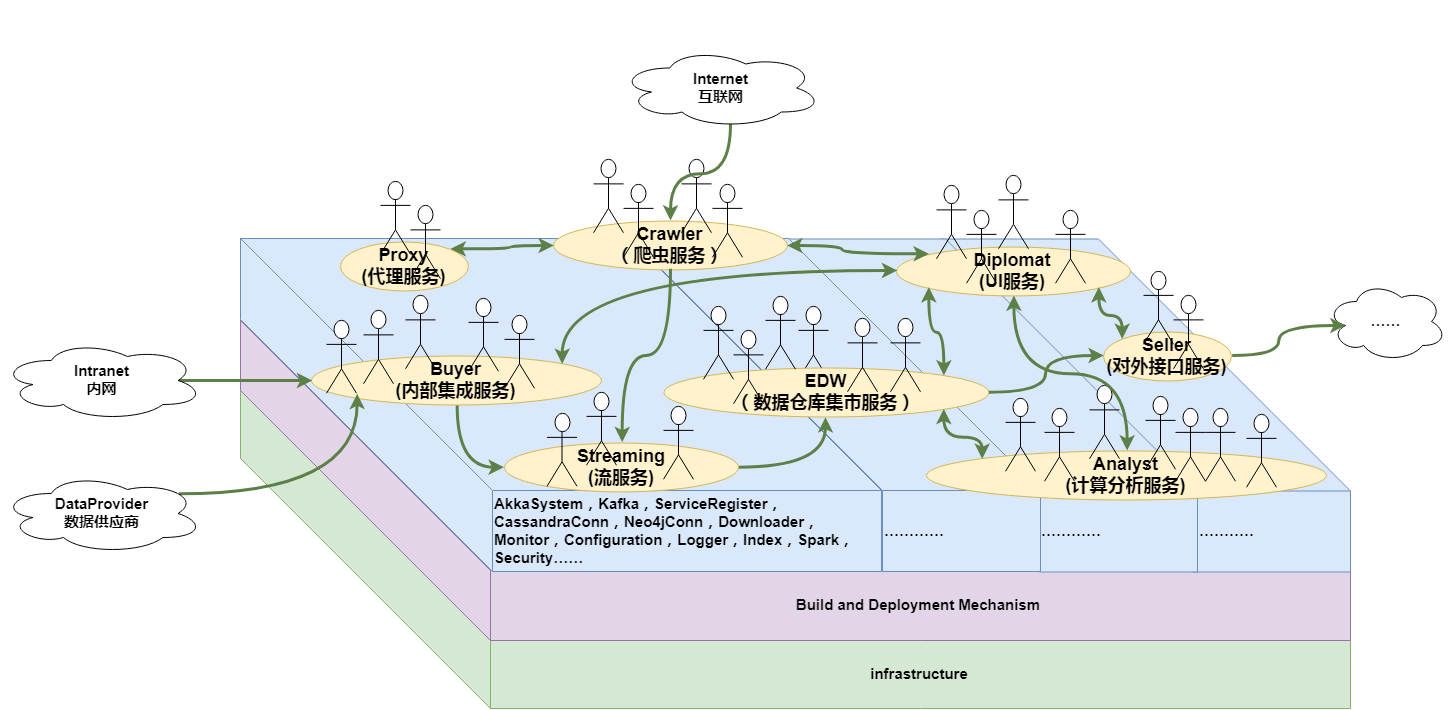 Internet
互联网
Crawler
（爬虫服务）
Proxy
(代理服务)
Diplomat
(UI服务)
……
Seller
(对外接口服务)
Intranet
内网
Buyer
(内部集成服务)
EDW
（数据仓库集市服务）
Streaming
(流服务)
Analyst
(计算分析服务)
DataProvider
数据供应商
AkkaSystem，Kafka，ServiceRegister，
CassandraConn，Neo4jConn，Downloader，
Monitor，Configuration，Logger，Index，Spark，
Security……
…………
…………
………..
Build and Deployment Mechanism
infrastructure